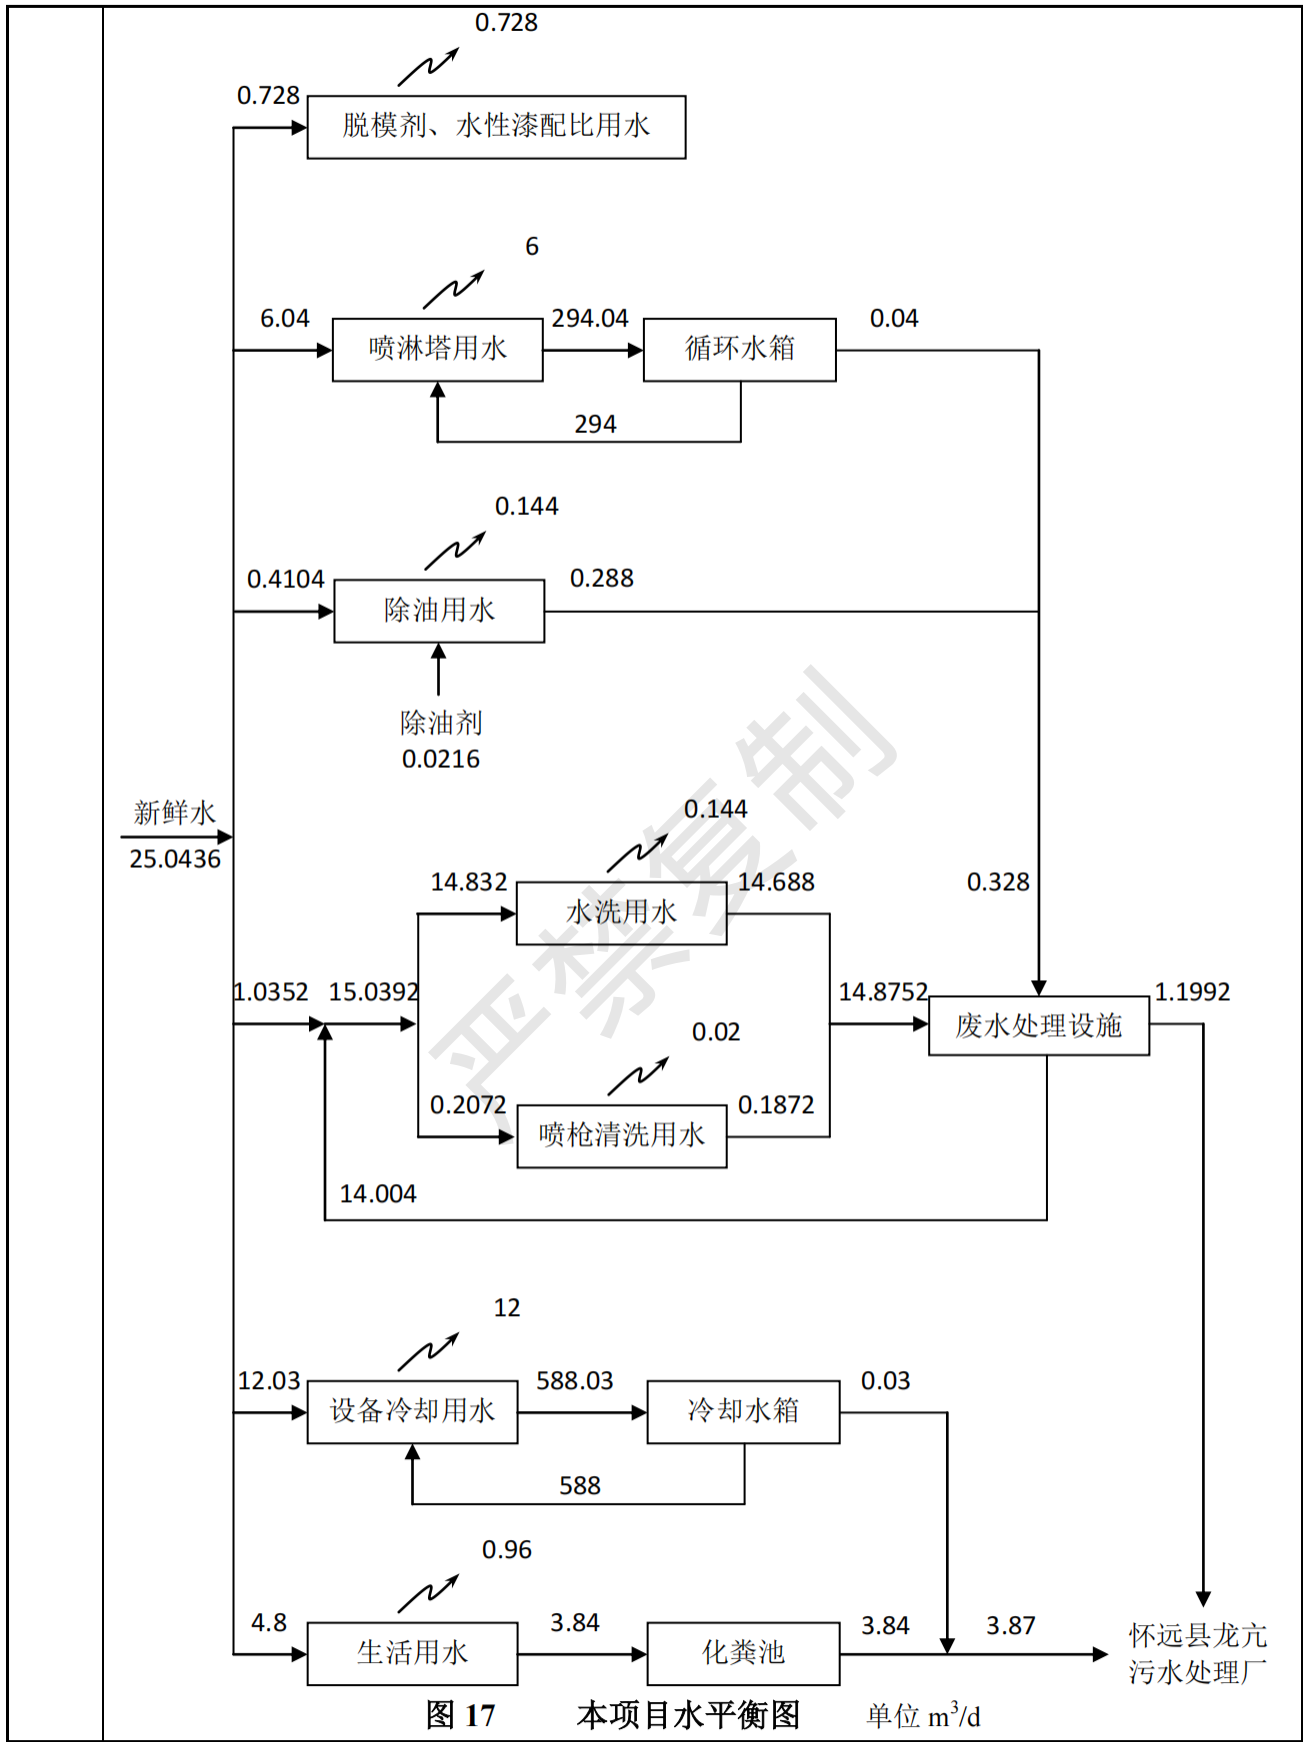 0.728
0.728
脱模剂、水性漆配比用水
6
6.04
喷淋塔用水
294.04
循环水箱
0.04
294
0.144
0.4104
除油用水
0.288
除油剂
0.0216
新鲜水
25.0436
0.144
14.832
水洗用水
14.688
0.328
1.0352
15.0392
14.8752
废水处理设施
1.1992
0.02
0.2072
喷枪清洗用水
0.1872
14.004
12
12.03
设备冷却用水
588.03
冷却水箱
0.03
588
0.96
4.8
生活用水
3.84
化粪池
3.84
3.87
怀远县龙亢
污水处理厂
图 17 本项目水平衡图 单位 m³/d
严禁复制